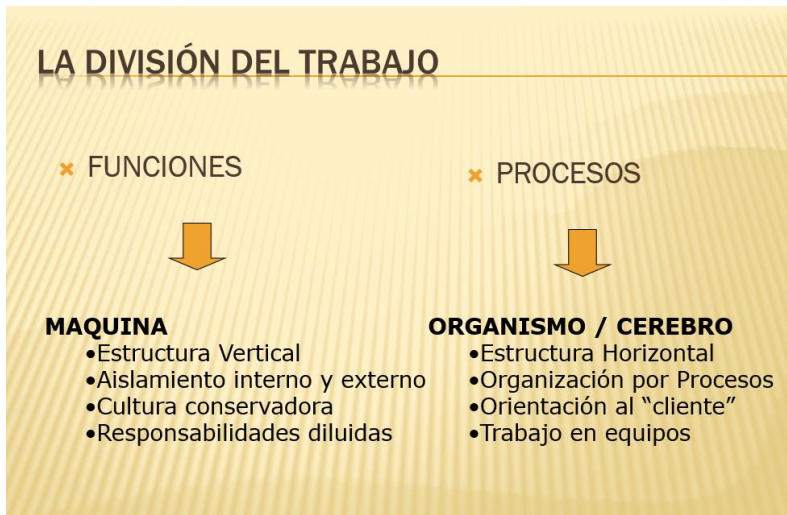 LA DIVISIÓN DEL TRABAJO
FUNCIONES
PROCESOS
MAQUINA
•Estructura Vertical
•Aislamiento interno y externo
•Cultura conservadora
•Responsabilidades diluidas
ORGANISMO / CEREBRO
•Estructura Horizontal
•Organización por Procesos
•Orientación al “cliente”
•Trabajo en equipos